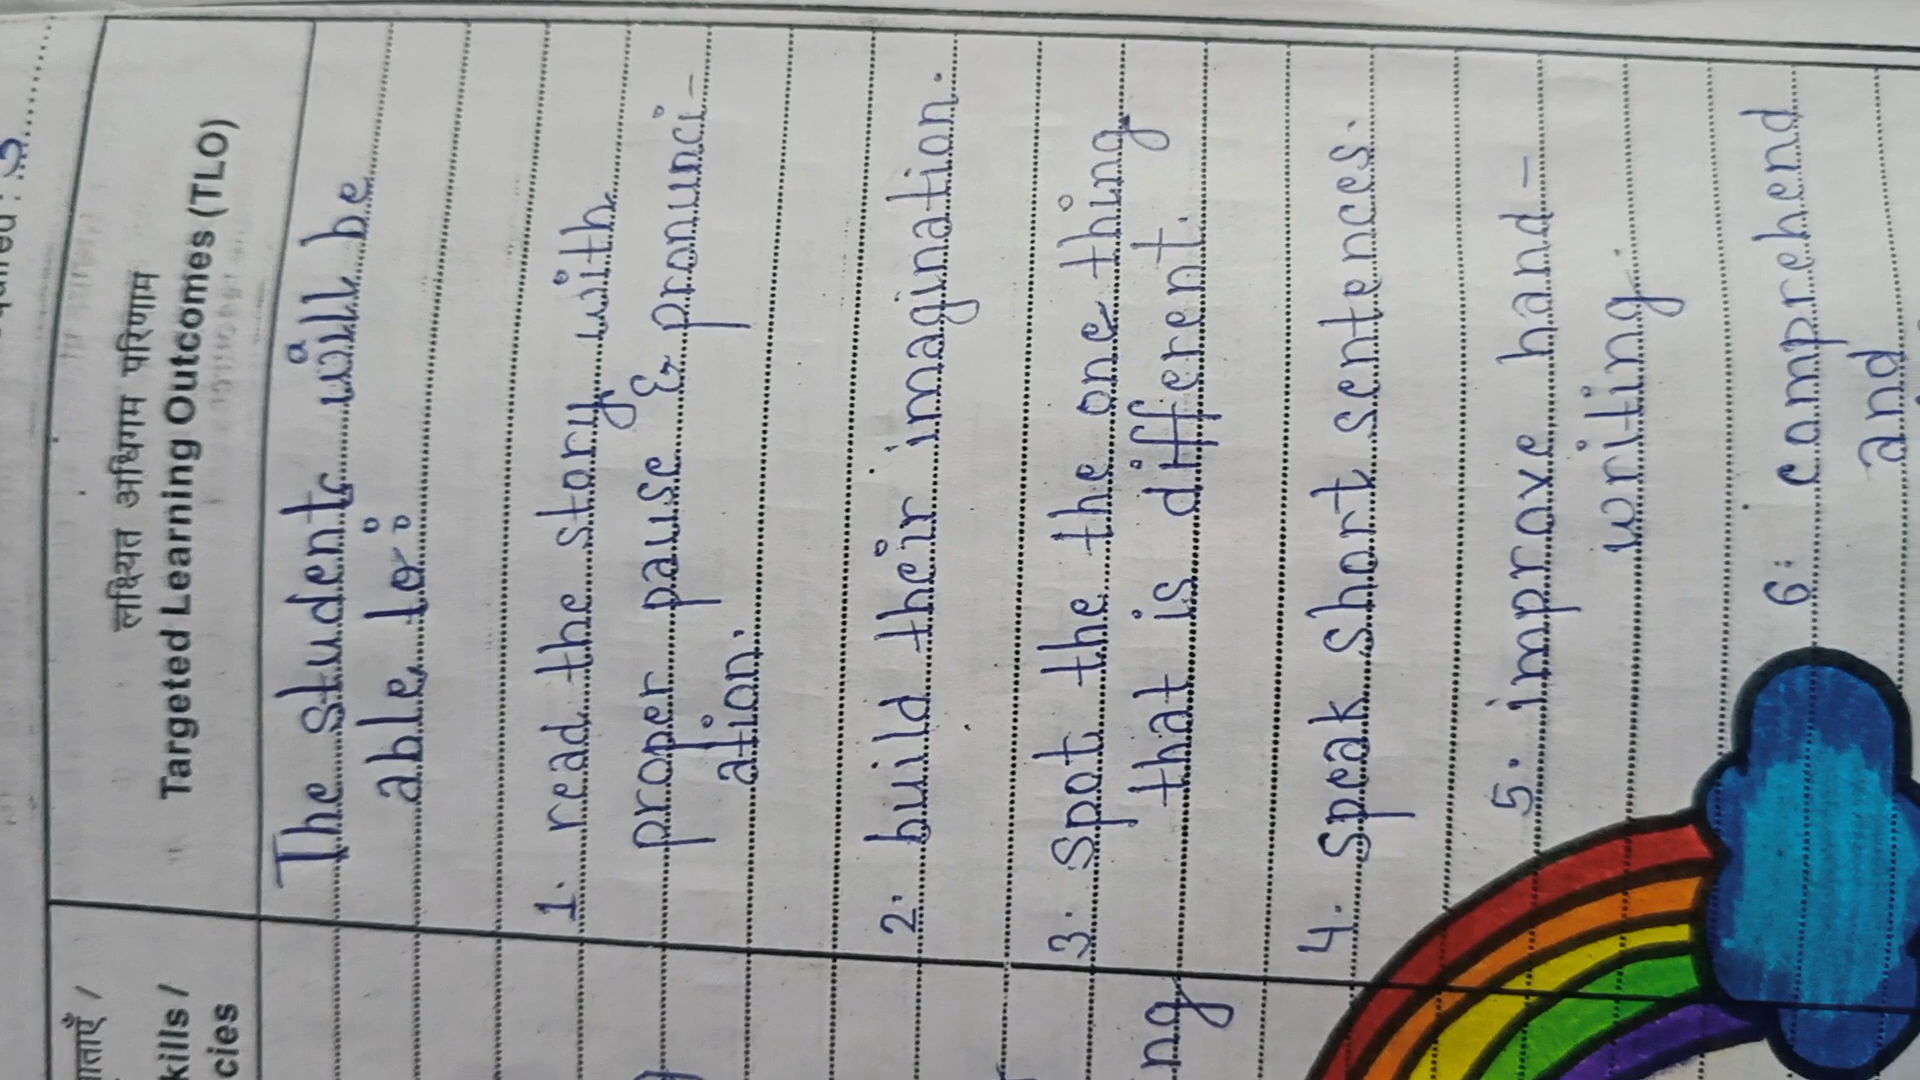 लक्ष्यित अधिगम परिणाम
Targeted Learning Outcomes (TLO)
kills /
cies
The student will be
able to:
1. read the story with
proper pause & pronunci-
ation.
2. build their imagination.
3. spot the the one thing
that is different.
4. speak short sentences.
5. improve hand-
writing.
6. comprehend
and
ng